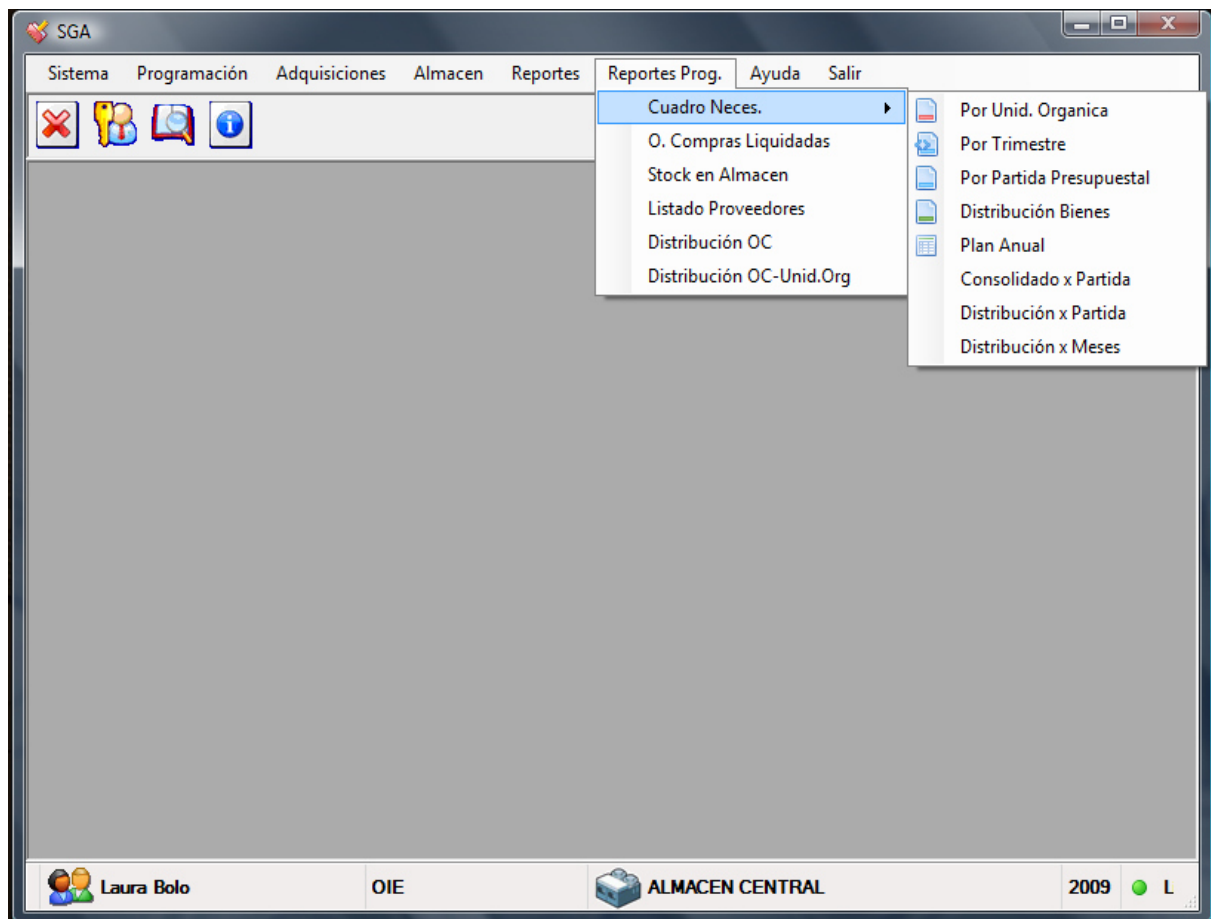 SGA
Sistema Programación Adquisiciones Almacen Reportes Reportes Prog. Ayuda Salir
Cuadro Neces.
O. Compras Liquidadas
Stock en Almacen
Listado Proveedores
Distribución OC
Distribución OC-Unid.Org
Por Unid. Organica
Por Trimestre
Por Partida Presupuestal
Distribución Bienes
Plan Anual
Consolidado x Partida
Distribución x Partida
Distribución x Meses
Laura Bolo OIE ALMACEN CENTRAL 2009 L